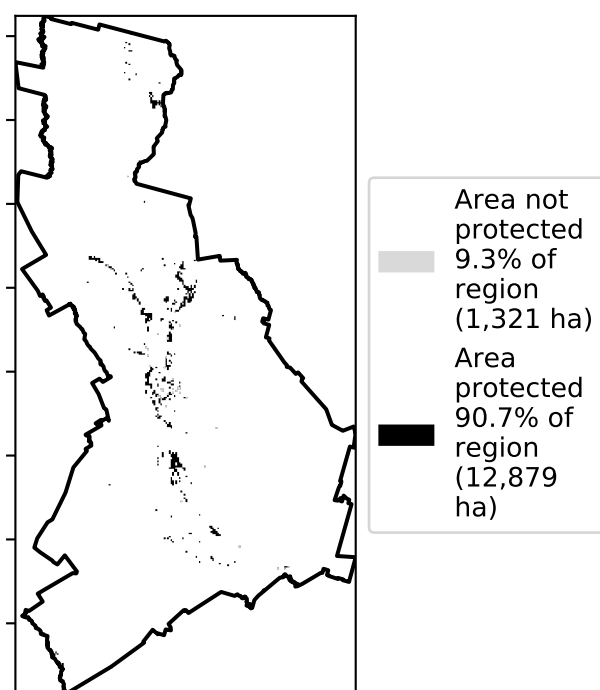 Area not
protected
9.3% of
region
(1,321 ha)
Area
protected
90.7% of
region
(12,879
ha)